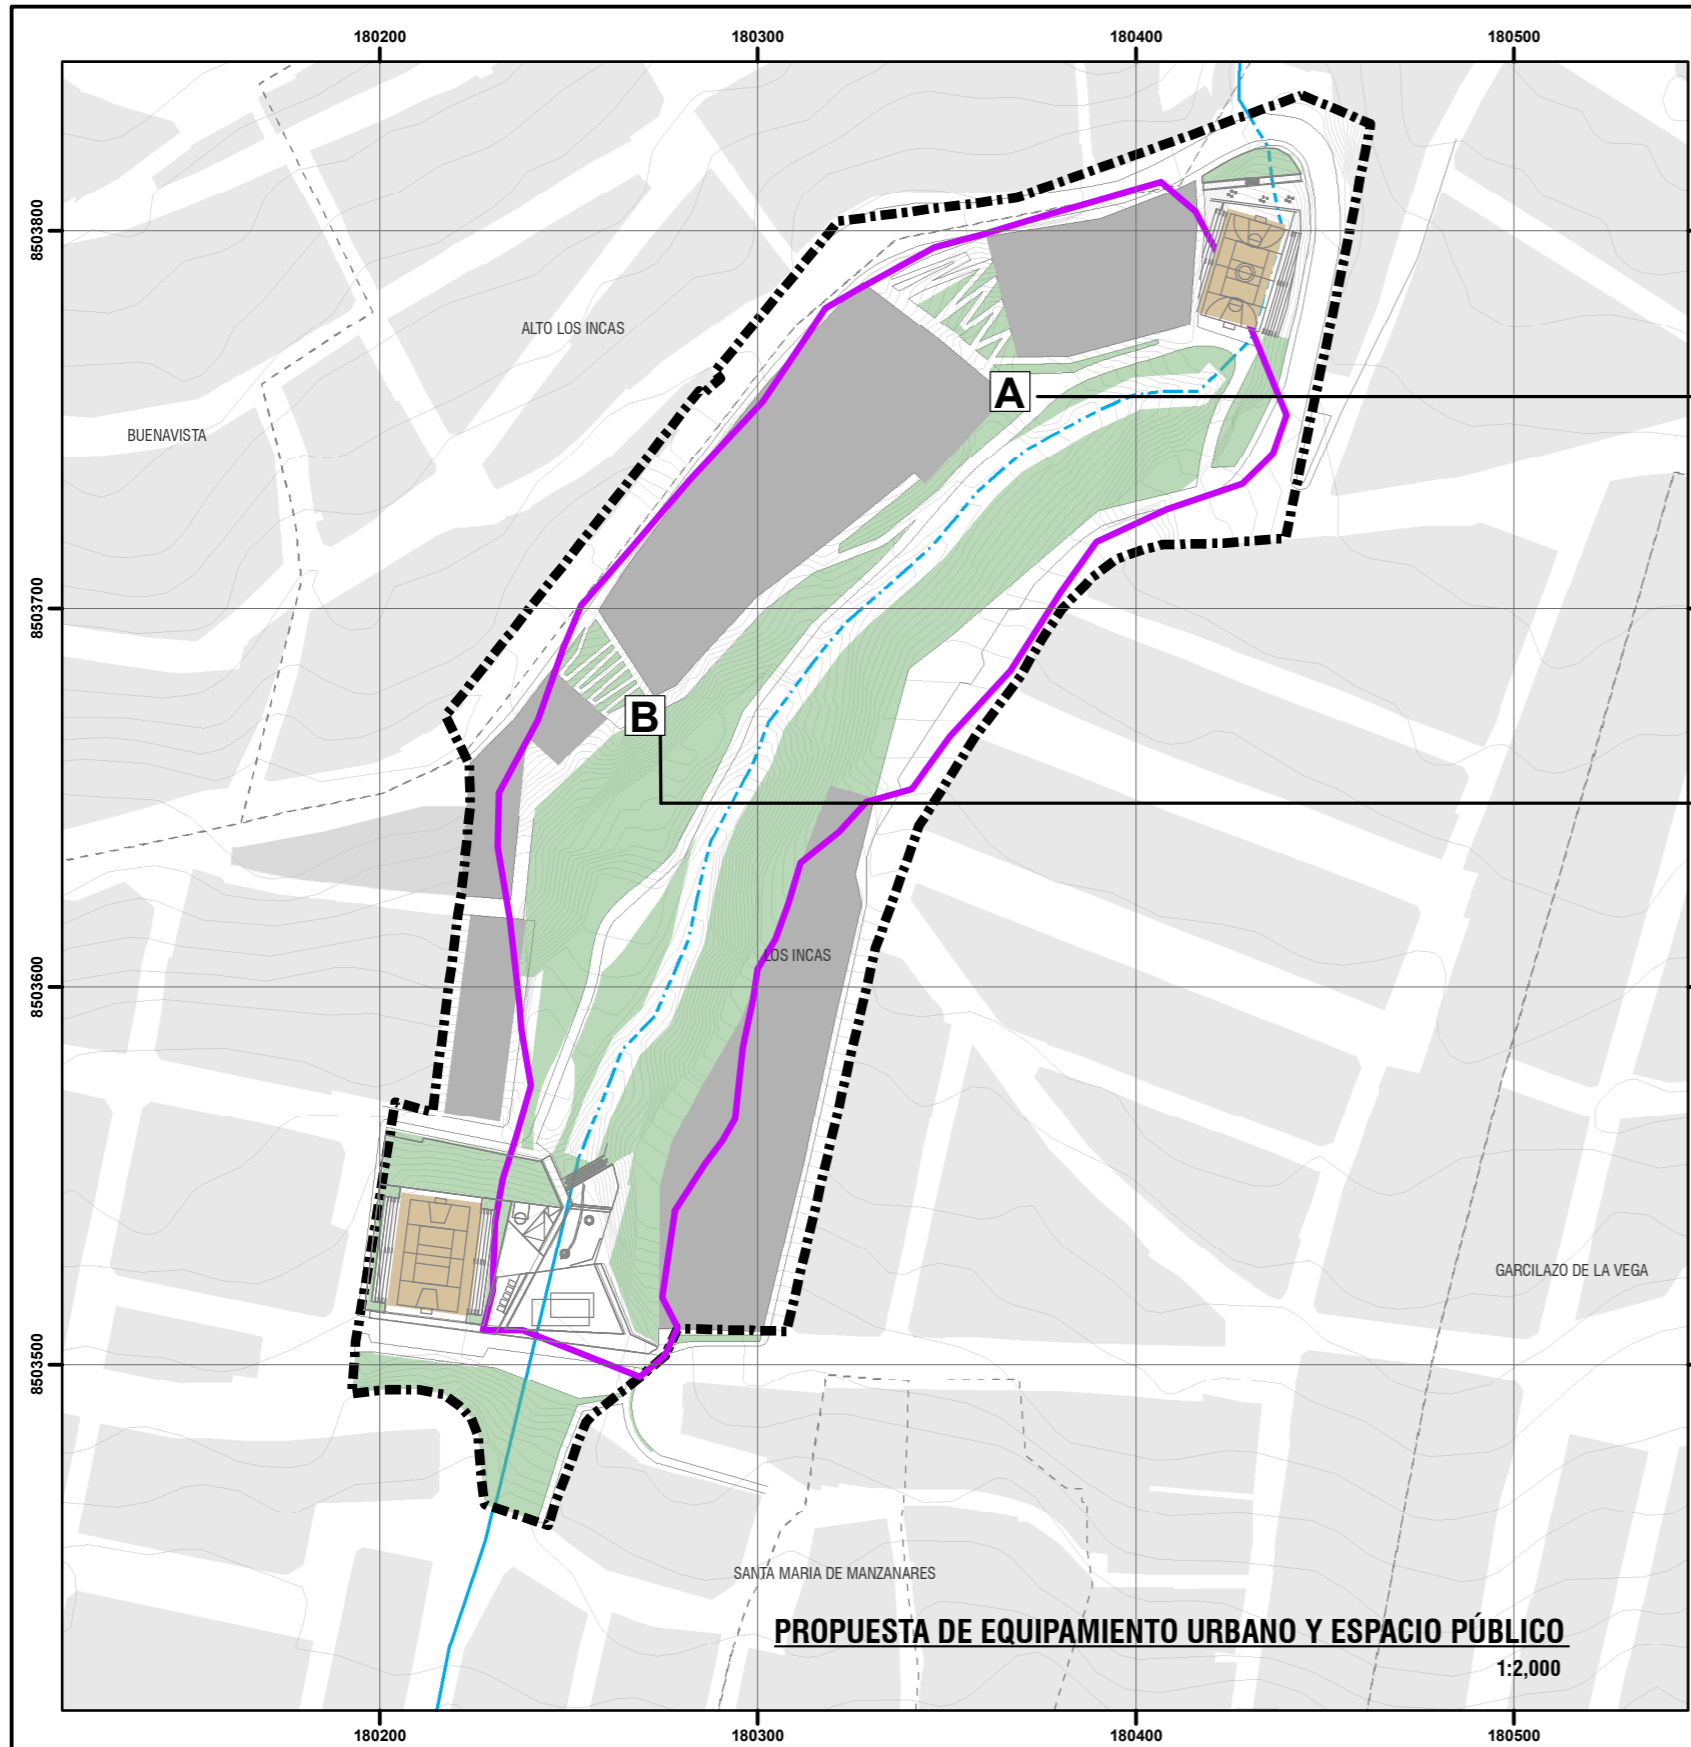 180200 180300 180400 180500
8503800
ALTO LOS INCAS
A
BUENAVISTA
8503700
B
LOS INCAS
8503600
GARCILAZO DE LA VEGA
8503500
SANTA MARIA DE MANZANARES
PROPUESTA DE EQUIPAMIENTO URBANO Y ESPACIO PÚBLICO
1:2,000
180200 180300 180400 180500